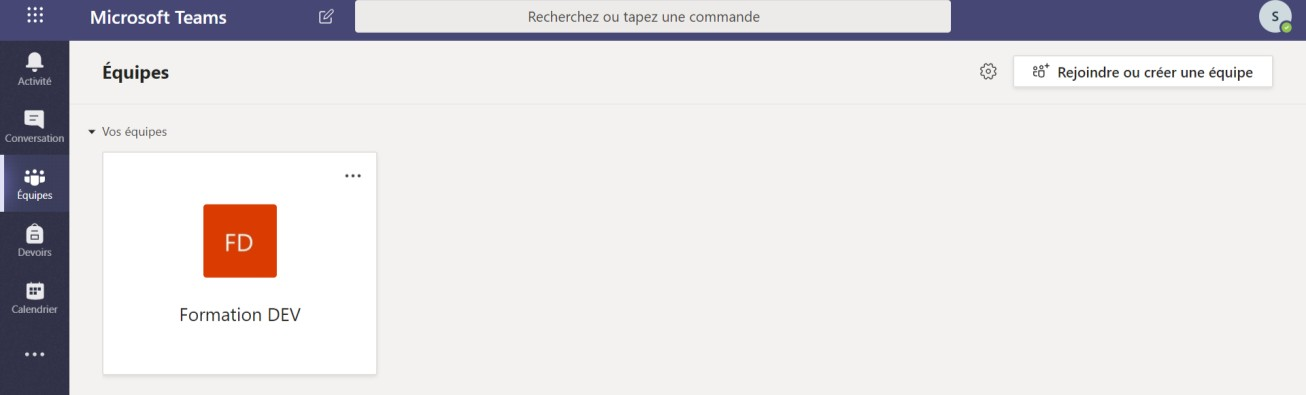 Microsoft Teams
Recherchez ou tapez une commande
S
Activité
Équipes
Rejoindre ou créer une équipe
Conversation
Vos équipes
Équipes
FD
Devoirs
Calendrier
Formation DEV